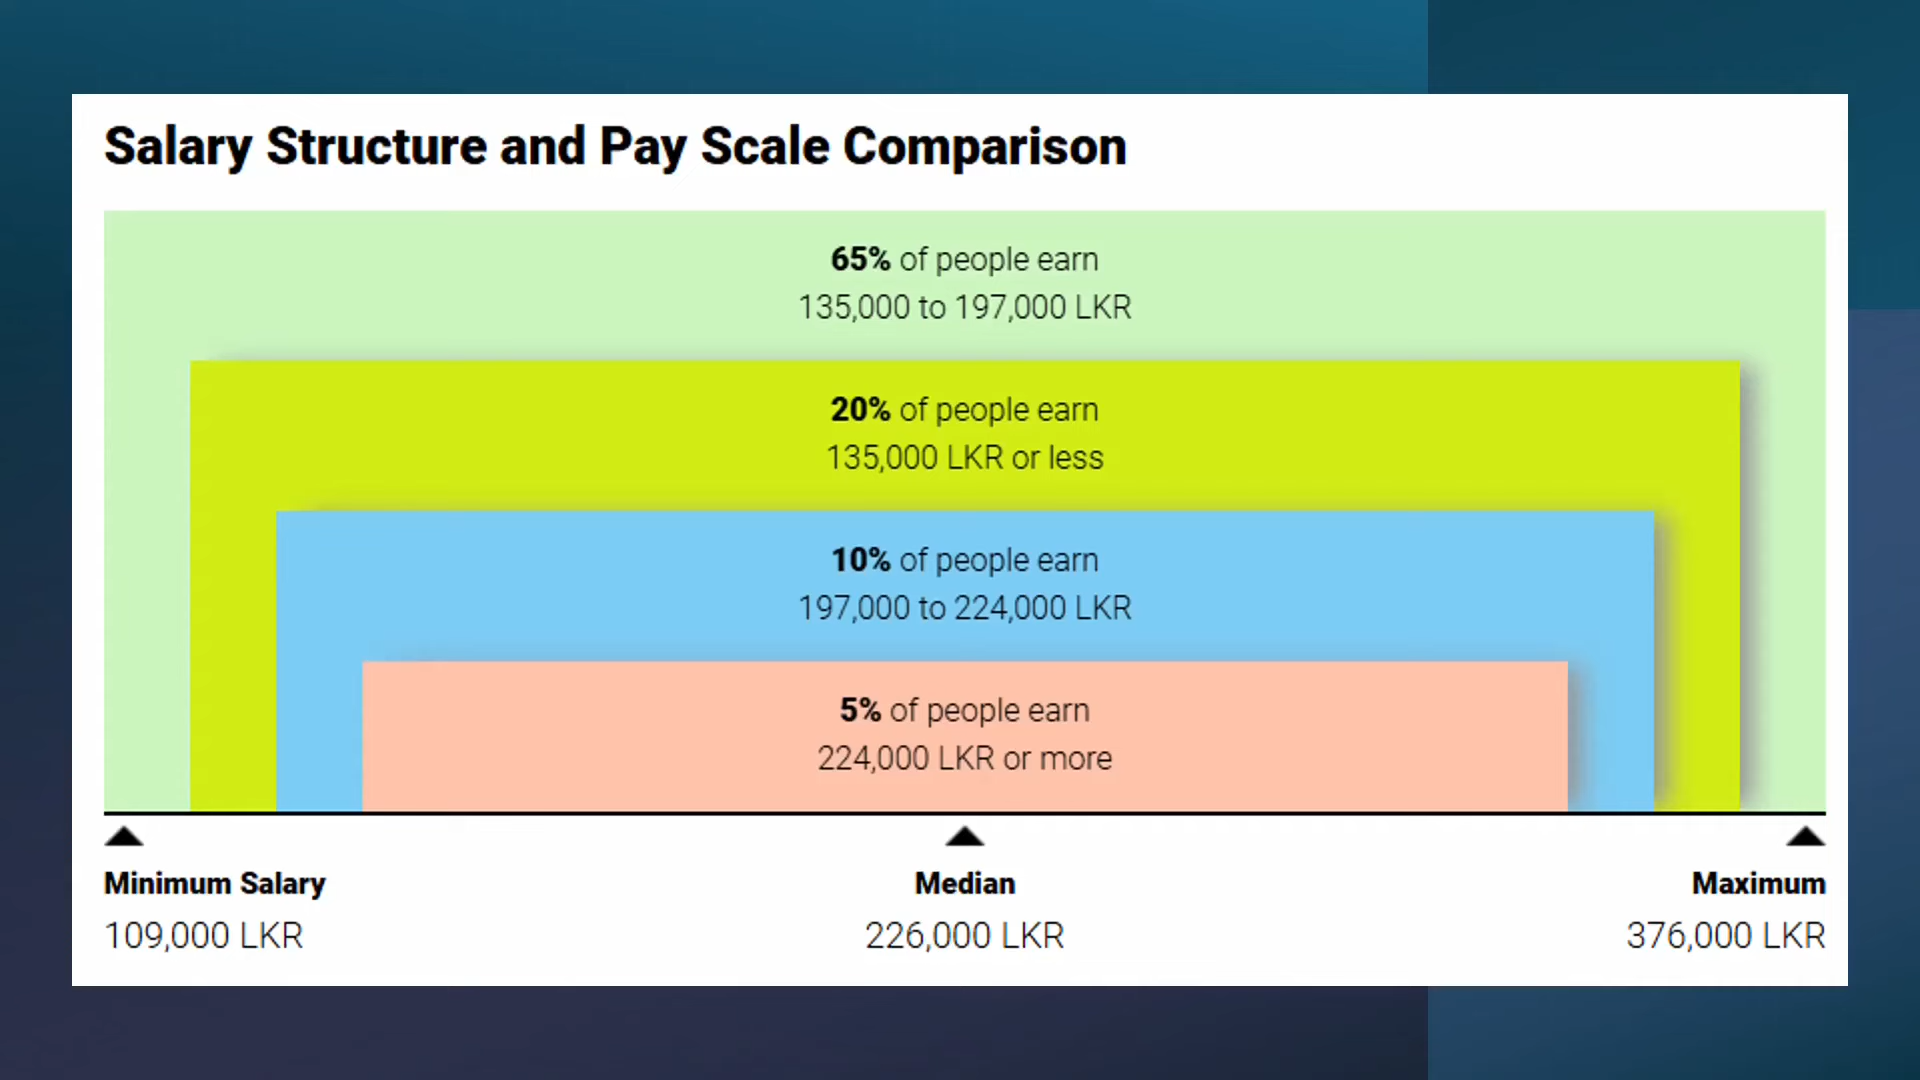 Salary Structure and Pay Scale Comparison
65% of people earn
135,000 to 197,000 LKR
20% of people earn
135,000 LKR or less
10% of people earn
197,000 to 224,000 LKR
5% of people earn
224,000 LKR or more
Minimum Salary Median Maximum
109,000 LKR 226,000 LKR 376,000 LKR